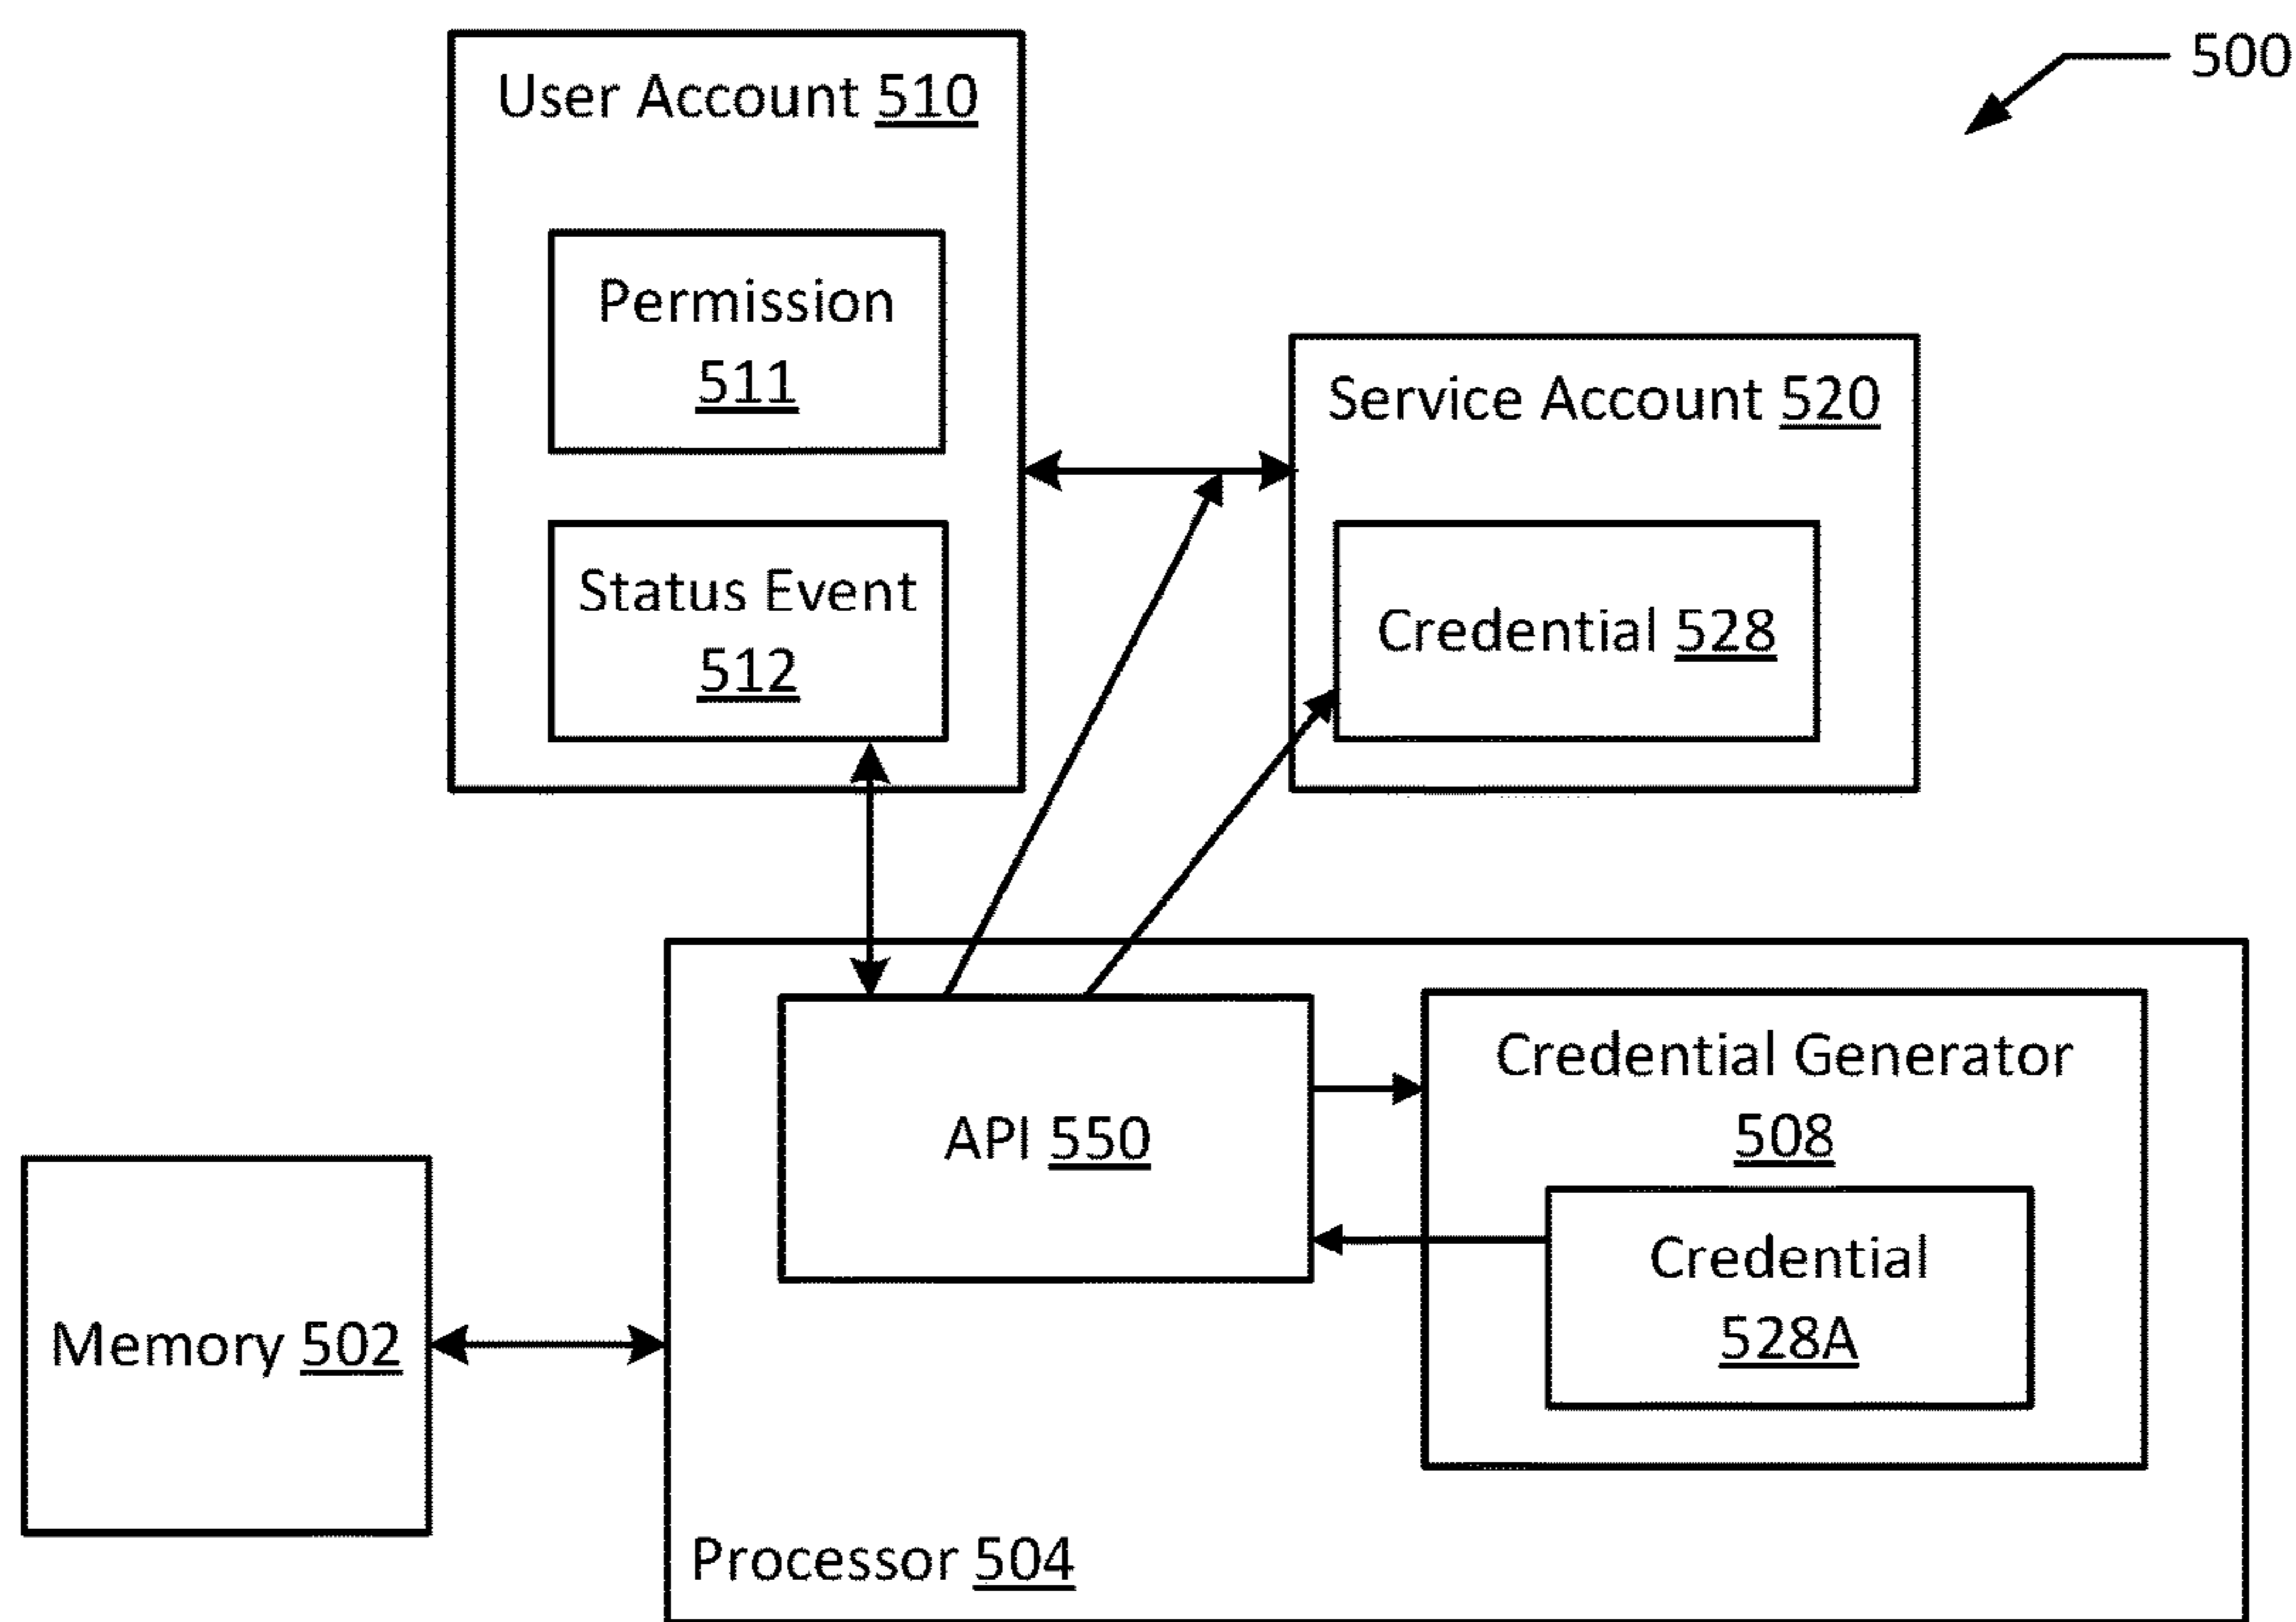 500
User Account 510
Permission
511
Status Event
512
Service Account 520
Credential 528
API 550
Credential Generator
508
Credential
528A
Memory 502
Processor 504